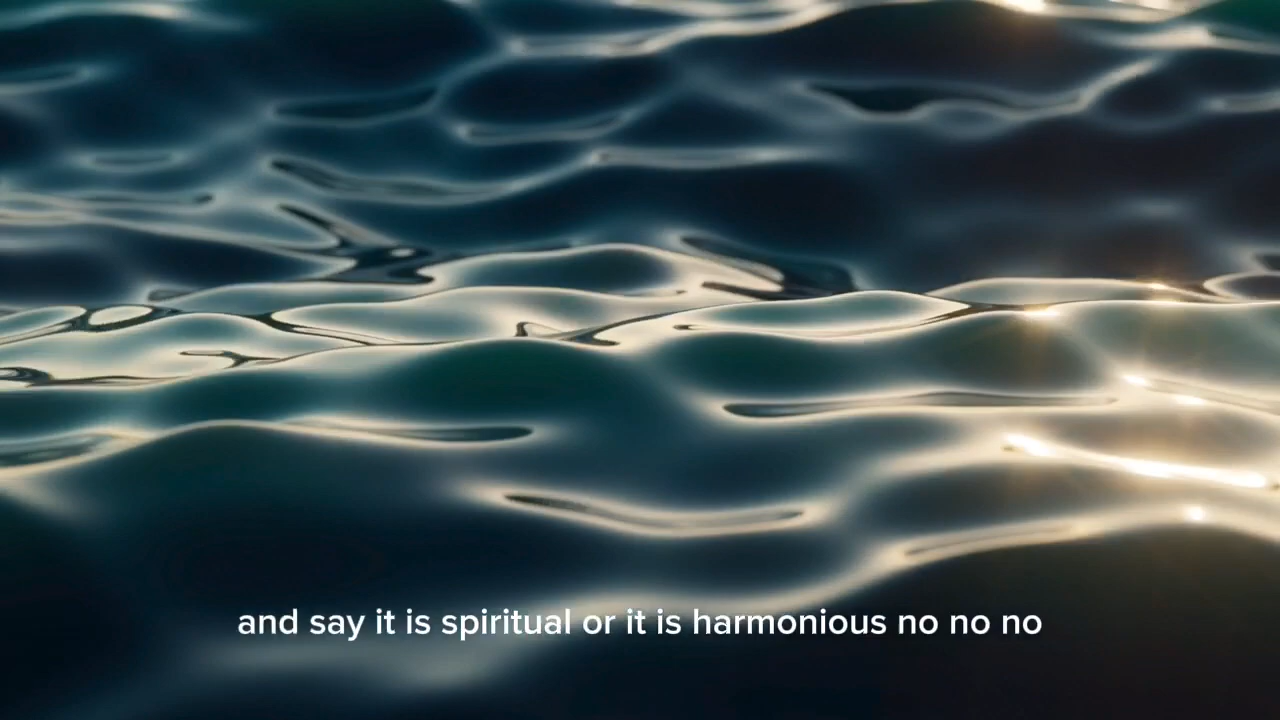 and say it is spiritual or it is harmonious no no no